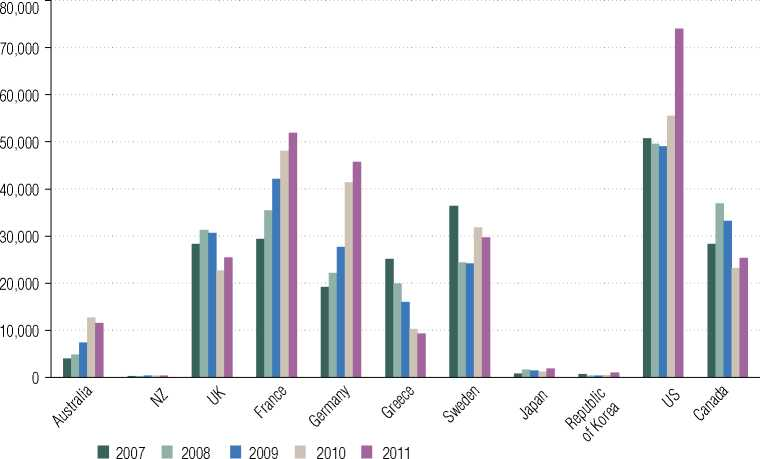 80,000
70,000
60,000
50,000
40,000
30,000
20,000
10,000
0
Australia
NZ
UK
France
Germany
Greece
Sweden
Japan
Republic
of Korea
US
Canada
2007 2008 2009 2010 2011